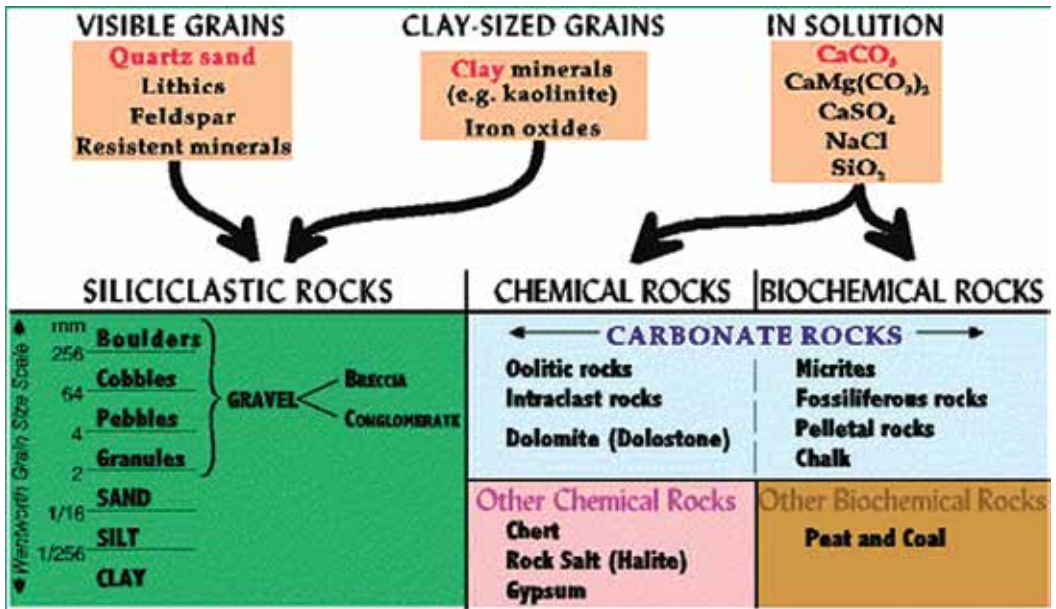 VISIBLE GRAINS
Quartz sand
Lithics
Feldspar
Resistent minerals
CLAY-SIZED GRAINS
Clay minerals
(e.g. kaolinite)
Iron oxides
IN SOLUTION
CaCO₃
CaMg(CO₃)₂
CaSO₄
NaCl
SiO₂
SILICICLASTIC ROCKS
Wentworth Grain Size Scale
mm
Boulders
256
Cobbles
64
Pebbles
4
Granules
2
SAND
1/16
SILT
1/256
CLAY
GRAVEL
BRECCIA
CONGLOMERATE
CHEMICAL ROCKS
BIOCHEMICAL ROCKS
CARBONATE ROCKS
Oolitic rocks
Intraclast rocks
Dolomite (Dolostone)
Micrites
Fossiliferous rocks
Pelletal rocks
Chalk
Other Chemical Rocks
Chert
Rock Salt (Halite)
Gypsum
Other Biochemical Rocks
Peat and Coal